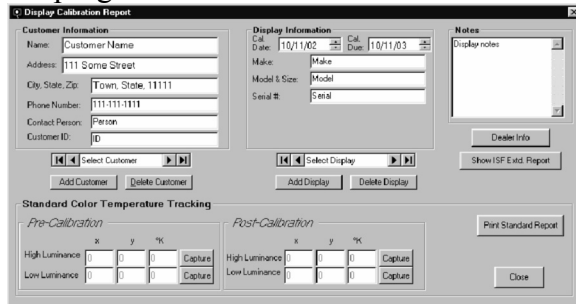 Display Calibration Report
Customer Information
Name: Customer Name
Address: 111 Some Street
City, State, Zip: Town, State, 11111
Phone Number: 111-111-1111
Contact Person: Person
Customer ID: ID
Select Customer
Add Customer Delete Customer
Display Information
Cal. Date: 10/11/02 Cal. Due: 10/11/03
Make: Make
Model & Size: Model
Serial #: Serial
Select Display
Add Display Delete Display
Notes
Display notes
Dealer Info
Show ISF Extd. Report
Standard Color Temperature Tracking
Pre-Calibration
x y °K
High Luminance 0 0 0 Capture
Low Luminance 0 0 0 Capture
Post-Calibration
x y °K
High Luminance 0 0 0 Capture
Low Luminance 0 0 0 Capture
Print Standard Report
Close